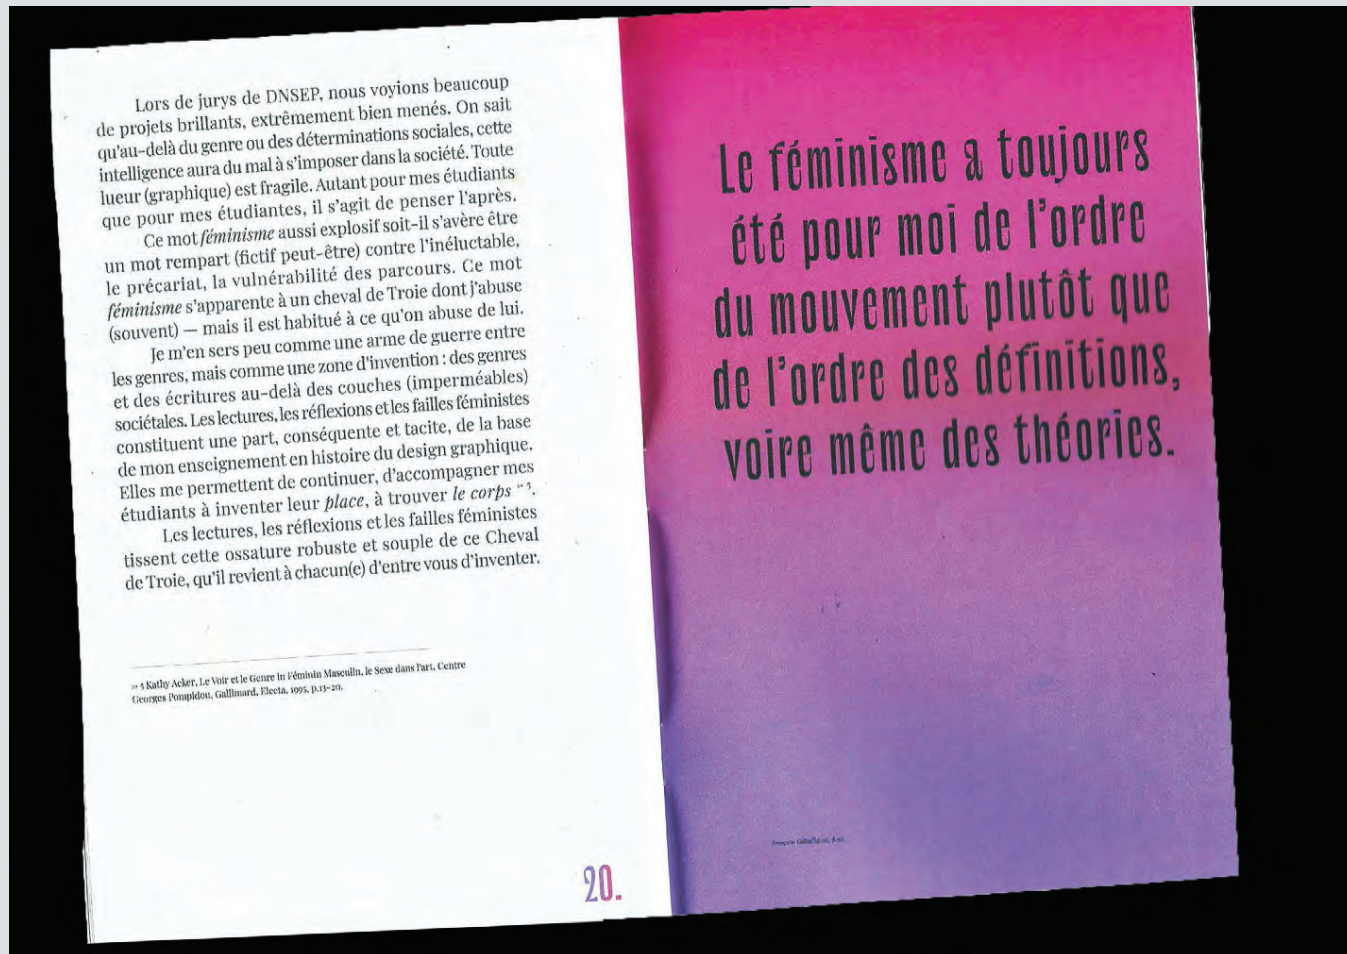 Lors de jurys de DNSEP, nous voyions beaucoup
de projets brillants, extrêmement bien menés. On sait
qu'au-delà du genre ou des déterminations sociales, cette
intelligence aura du mal à s'imposer dans la société. Toute
lueur (graphique) est fragile. Autant pour mes étudiants
que pour mes étudiantes, il s'agit de penser l'après.
Ce mot féminisme aussi explosif soit-il s'avère être
un mot rempart (fictif peut-être) contre l'inéluctable,
le précariat, la vulnérabilité des parcours. Ce mot
féminisme s'apparente à un cheval de Troie dont j'abuse
(souvent) — mais il est habitué à ce qu'on abuse de lui.
Je m'en sers peu comme une arme de guerre entre
les genres, mais comme une zone d'invention : des genres
et des écritures au-delà des couches (imperméables)
sociétales. Les lectures, les réflexions et les failles féministes
constituent une part, conséquente et tacite, de la base
de mon enseignement en histoire du design graphique.
Elles me permettent de continuer, d'accompagner mes
étudiants à inventer leur place, à trouver le corps 5.
Les lectures, les réflexions et les failles féministes
tissent cette ossature robuste et souple de ce Cheval
de Troie, qu'il revient à chacun(e) d'entre vous d'inventer.
5 Kathy Acker, Le Voir et le Genre in Féminin Masculin, le Sexe dans l'art, Centre
Georges Pompidou, Gallimard, Electa, 1995, p.13-20.
20.
Le féminisme a toujours
été pour moi de l'ordre
du mouvement plutôt que
de l'ordre des définitions,
voire même des théories.